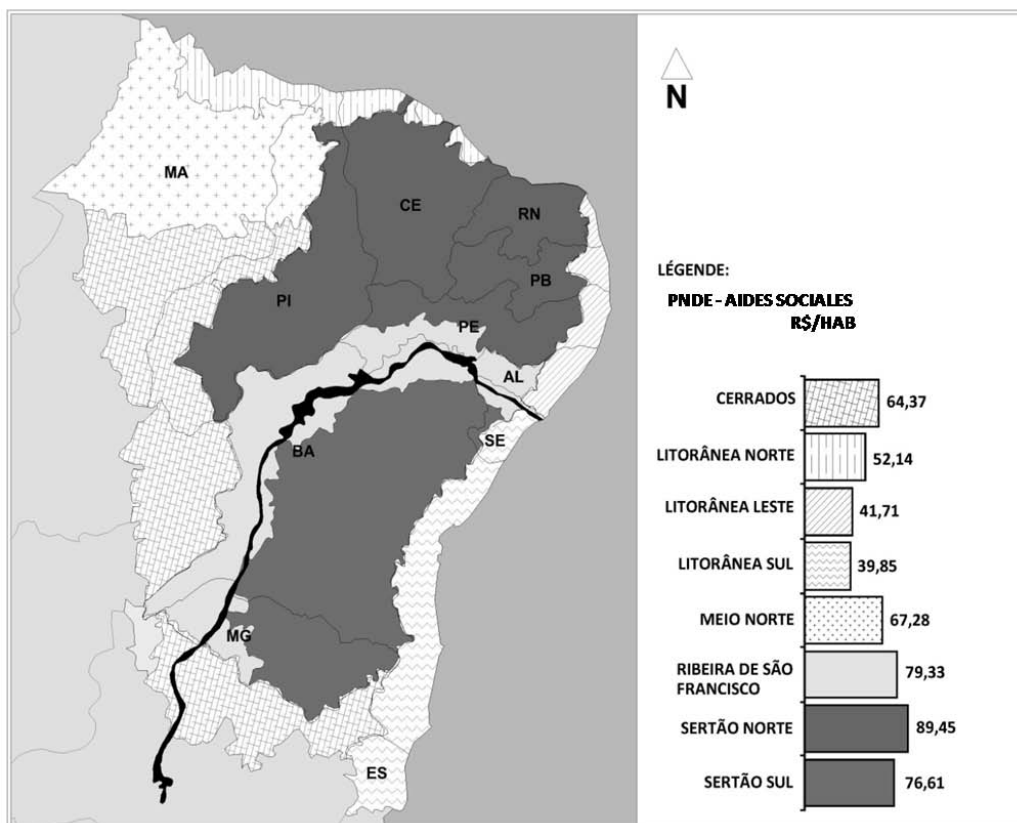 MA
CE
RN
PB
PI
PE
AL
SE
BA
MG
ES
N
LÉGENDE:
PNDE - AIDES SOCIALES
R$/HAB
CERRADOS 64,37
LITORÂNEA NORTE 52,14
LITORÂNEA LESTE 41,71
LITORÂNEA SUL 39,85
MEIO NORTE 67,28
RIBEIRA DE SÃO
FRANCISCO 79,33
SERTÃO NORTE 89,45
SERTÃO SUL 76,61